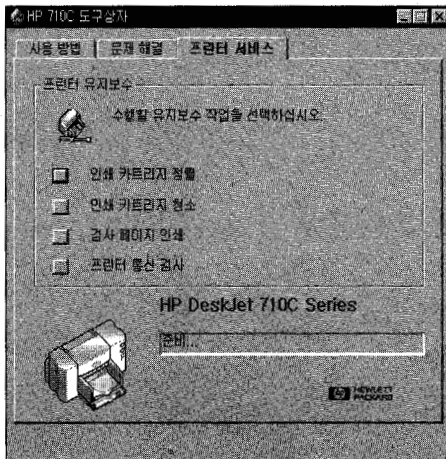 HP 710C 도구상자
사용 방법 문제 해결 프린터 서비스
프린터 유지보수
수행할 유지보수 작업을 선택하십시오.
인쇄 카트리지 정렬
인쇄 카트리지 청소
검사 페이지 인쇄
프린터 통신 검사
HP DeskJet 710C Series
준비...
HEWLETT
PACKARD